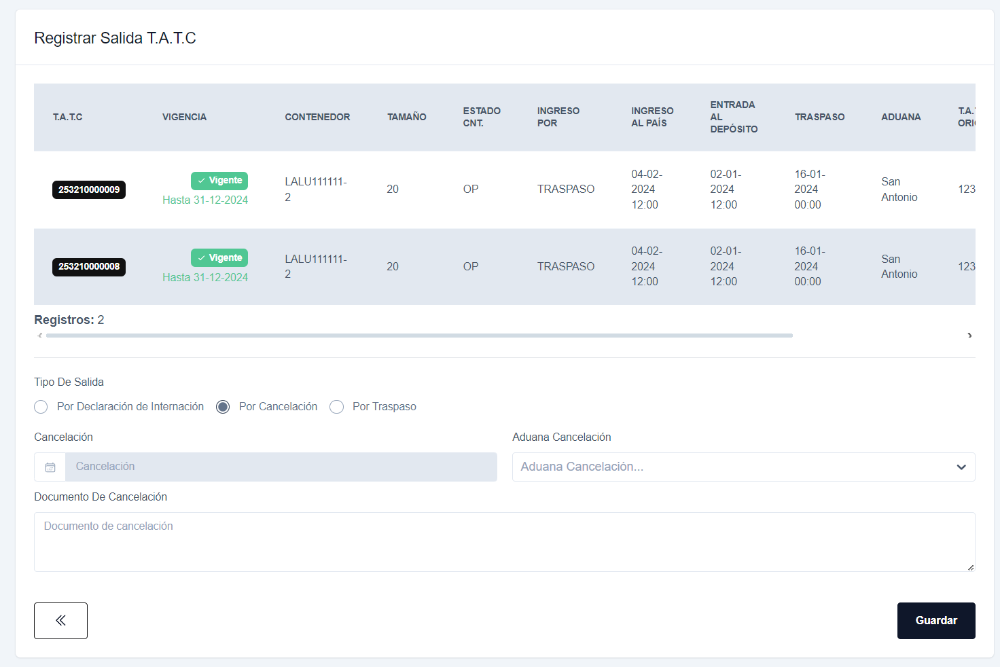 Registrar Salida T.A.T.C
T.A.T.C VIGENCIA CONTENEDOR TAMAÑO ESTADO CNT. INGRESO POR INGRESO AL PAÍS ENTRADA AL DEPÓSITO TRASPASO ADUANA
253210000009 Vigente Hasta 31-12-2024 LALU111111-2 20 OP TRASPASO 04-02-2024 12:00 02-01-2024 12:00 16-01-2024 00:00 San Antonio 123
253210000008 Vigente Hasta 31-12-2024 LALU111111-2 20 OP TRASPASO 04-02-2024 12:00 02-01-2024 12:00 16-01-2024 00:00 San Antonio 123
Registros: 2
Tipo De Salida
Por Declaración de Internación Por Cancelación Por Traspaso
Cancelación Aduana Cancelación
Cancelación Aduana Cancelación...
Documento De Cancelación
Documento de cancelación
Guardar